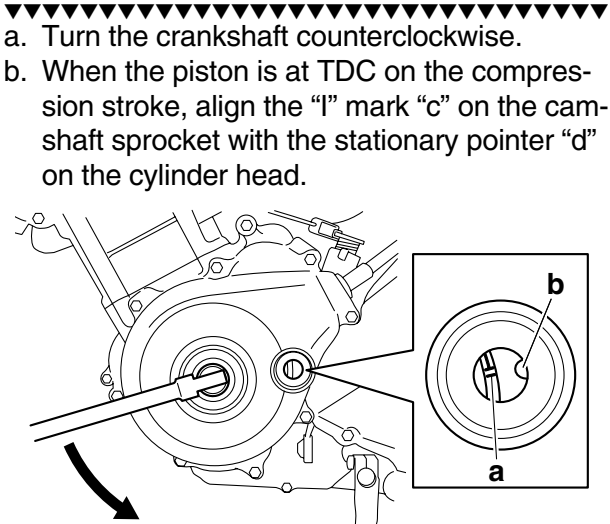 a. Turn the crankshaft counterclockwise.
b. When the piston is at TDC on the compres-
sion stroke, align the “I” mark “c” on the cam-
shaft sprocket with the stationary pointer “d”
on the cylinder head.
b
a